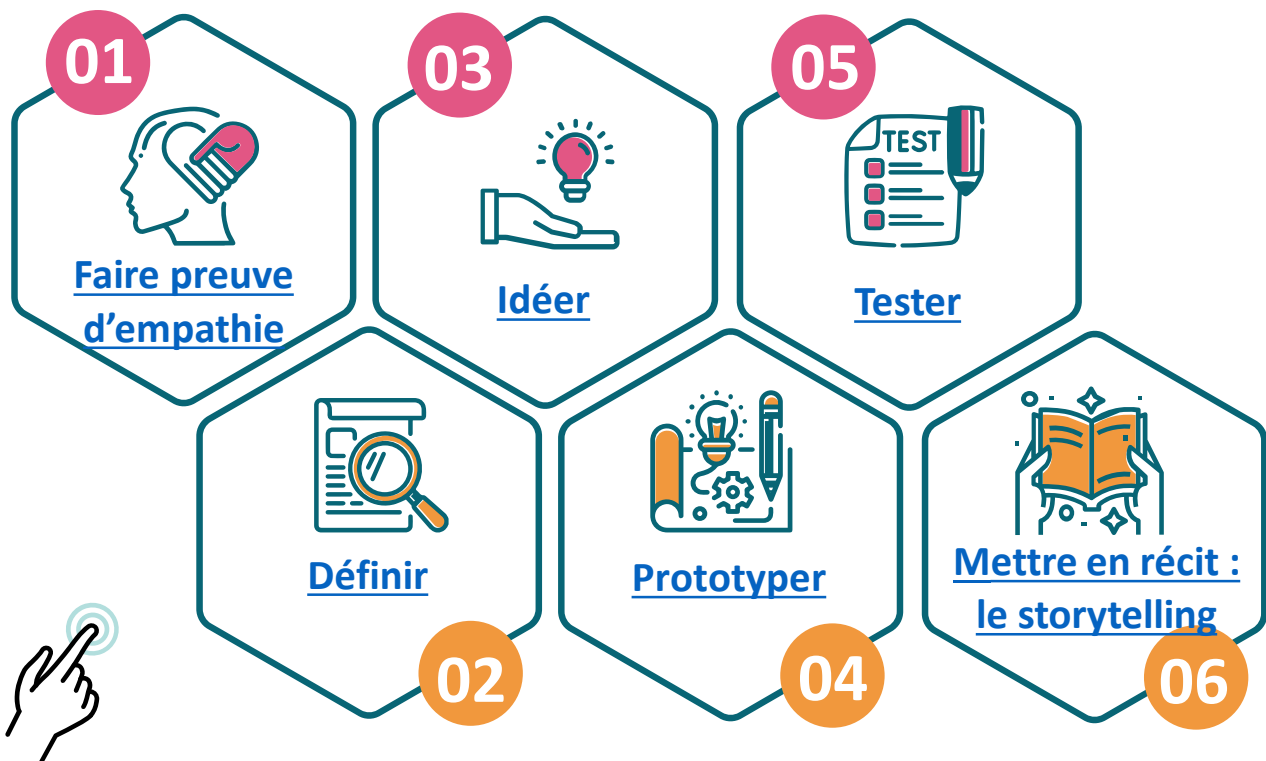 01
Faire preuve
d’empathie
02
Définir
03
Idéer
04
Prototyper
05
TEST
Tester
06
Mettre en récit :
le storytelling